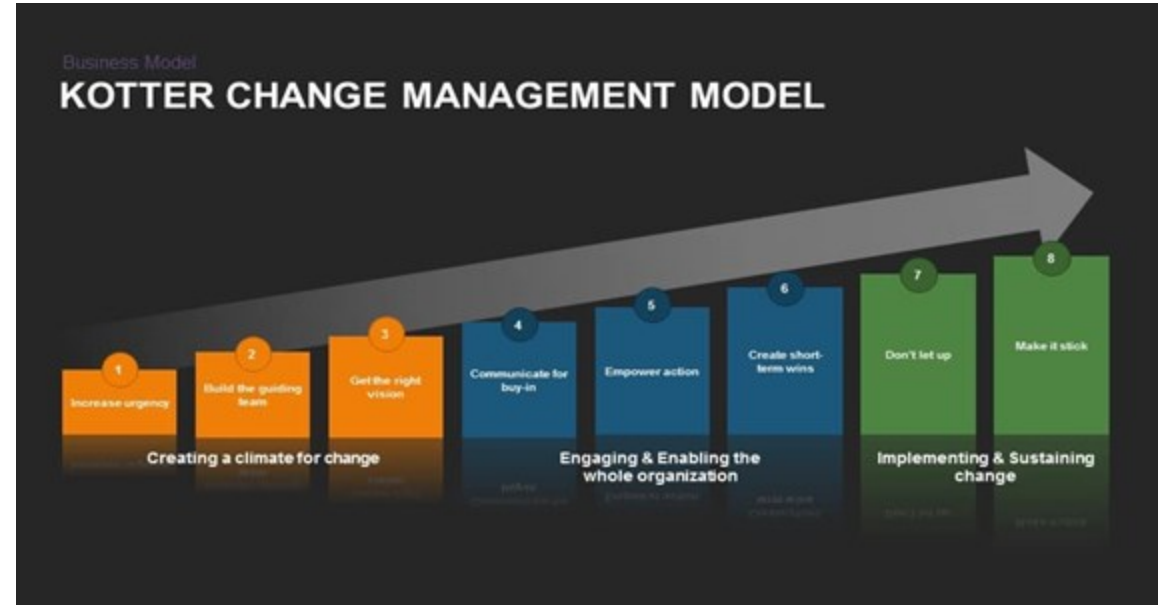 Business Model
KOTTER CHANGE MANAGEMENT MODEL
1
Increase urgency
2
Build the guiding
team
3
Get the right
vision
4
Communicate for
buy-in
5
Empower action
6
Create short-
term wins
7
Don't let up
8
Make it stick
Creating a climate for change
Engaging & Enabling the
whole organization
Implementing & Sustaining
change